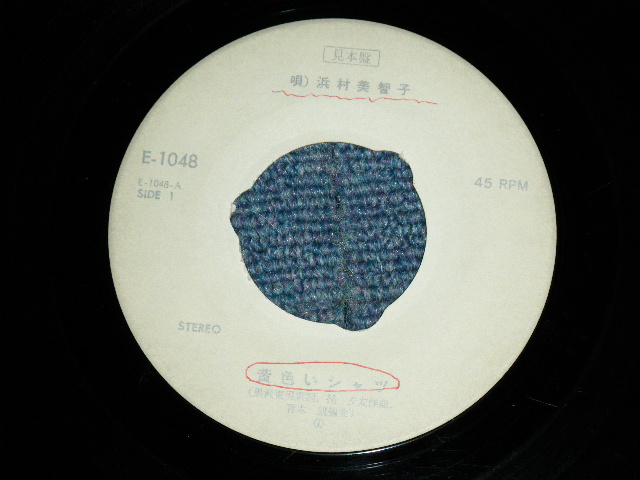 見本盤
唄)浜村美智子
E-1048
E-1048-A
SIDE 1
45 RPM
STEREO
黄色いシャツ